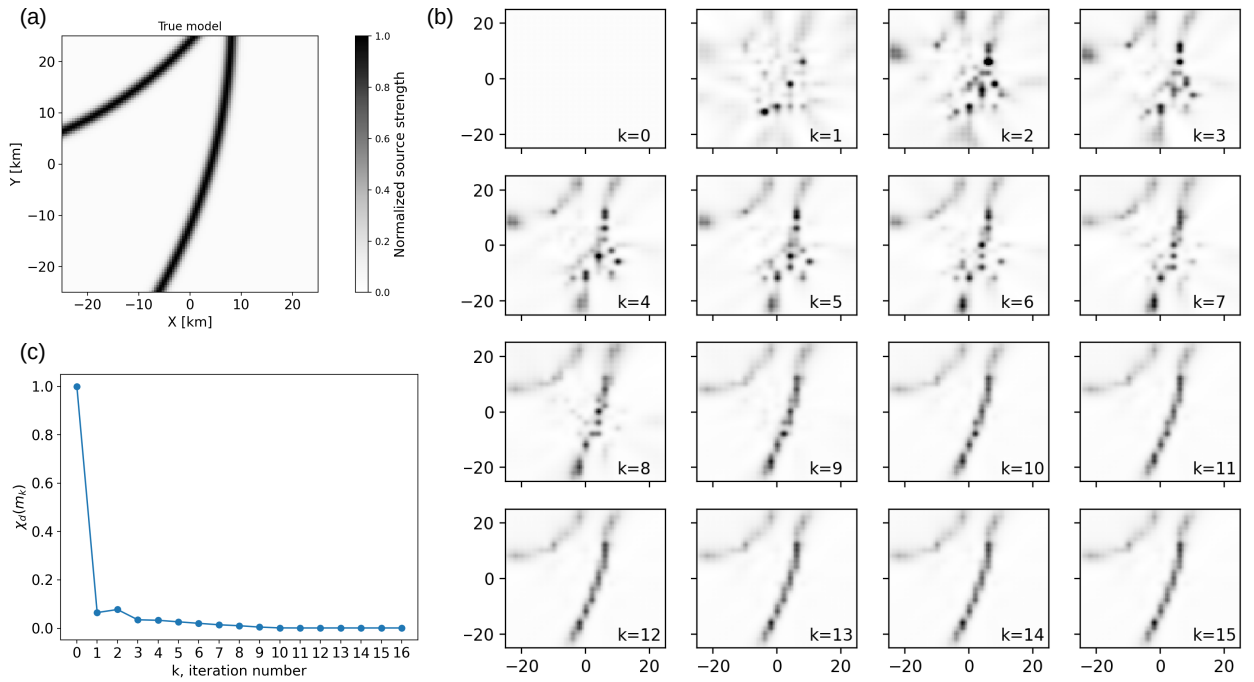 (a)
True model
20
10
0
−10
−20
Y [km]
−20 −10 0 10 20
X [km]
1.0
0.8
0.6
0.4
0.2
0.0
Normalized source strength
(b)
20
0
−20
k=0
k=1
k=2
k=3
20
0
−20
k=4
k=5
k=6
k=7
20
0
−20
k=8
k=9
k=10
k=11
20
0
−20
k=12
k=13
k=14
k=15
−20 0 20
−20 0 20
−20 0 20
−20 0 20
(c)
1.0
0.8
0.6
0.4
0.2
0.0
χd(mk)
0 1 2 3 4 5 6 7 8 9 10 11 12 13 14 15 16
k, iteration number